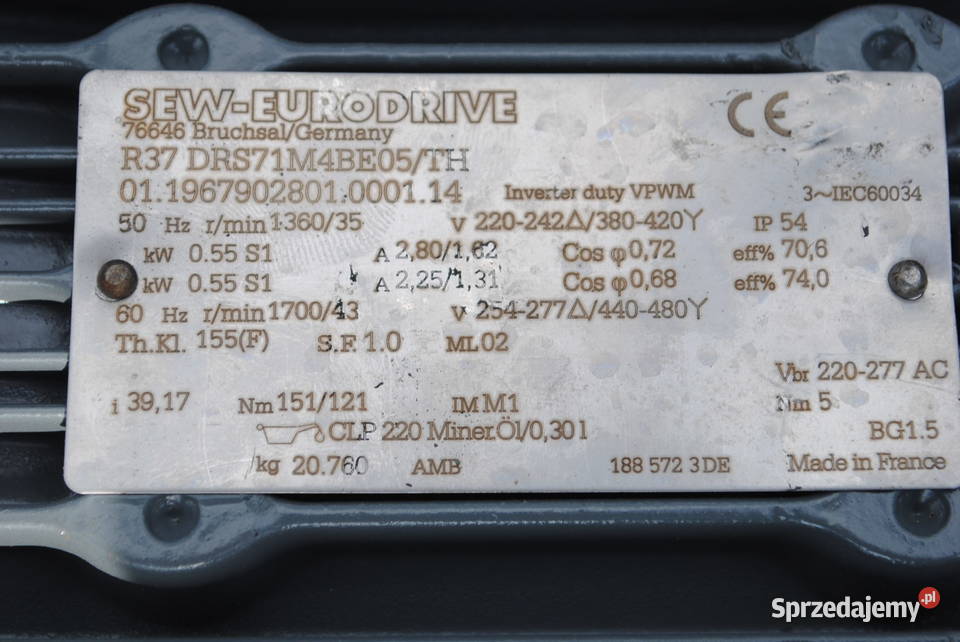 SEW-EURODRIVE CE
76646 Bruchsal/Germany
R37 DRS71M4BE05/TH
01.1967902801.0001.14 Inverter duty VPWM 3~IEC60034
50 Hz r/min 1360/35 V 220-242Δ/380-420Y IP 54
kW 0.55 S1 A 2,80/1,62 Cos φ 0,72 eff% 70,6
kW 0.55 S1 A 2,25/1,31 Cos φ 0,68 eff% 74,0
60 Hz r/min 1700/43 V 254-277Δ/440-480Y
Th.Kl. 155(F) S.F. 1.0 ML 02
Vbr 220-277 AC
i 39,17 Nm 151/121 IM M1 Nm 5
CLP 220 Miner.Öl/0,30 l BG1.5
kg 20.760 AMB 188 572 3 DE Made in France
Sprzedajemy.pl